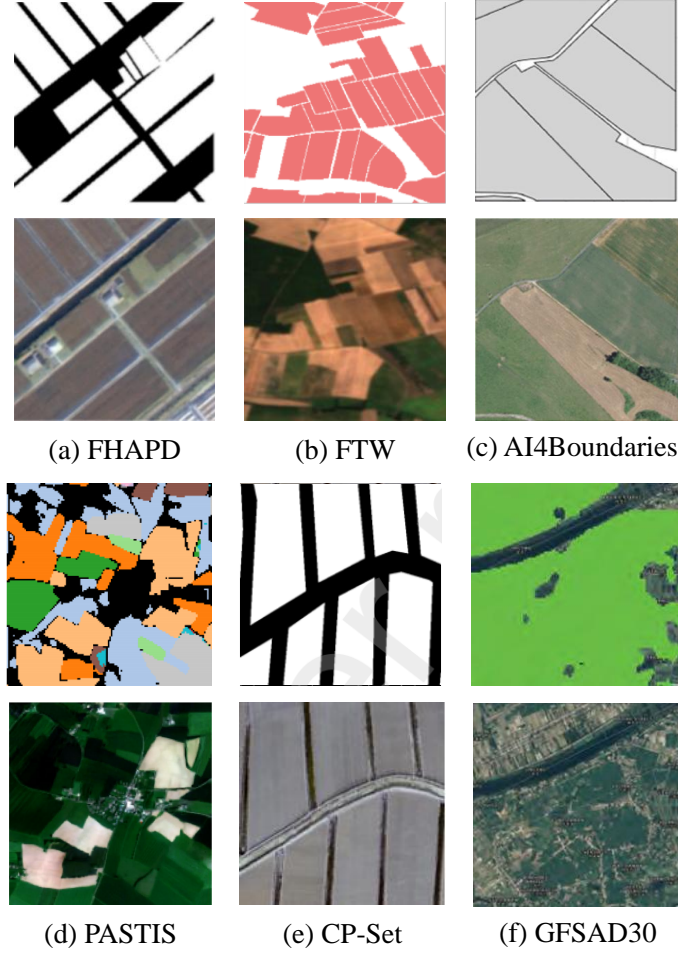 (a) FHAPD
(b) FTW
(c) AI4Boundaries
(d) PASTIS
(e) CP-Set
(f) GFSAD30